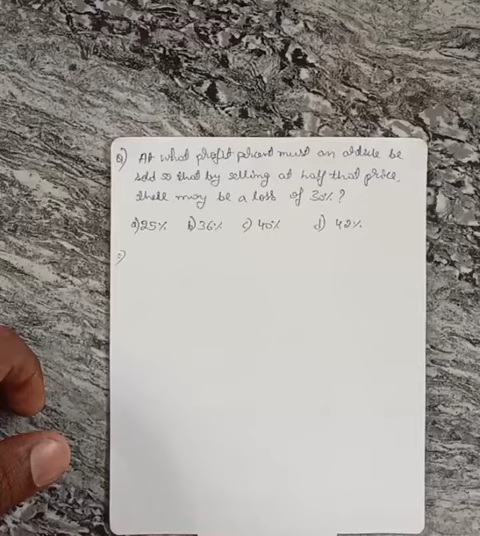 Q) At what profit percent must an article be
sold so that by selling at half that price,
there may be a loss of 30%?
a) 25% b) 36% c) 40% d) 42%
=)